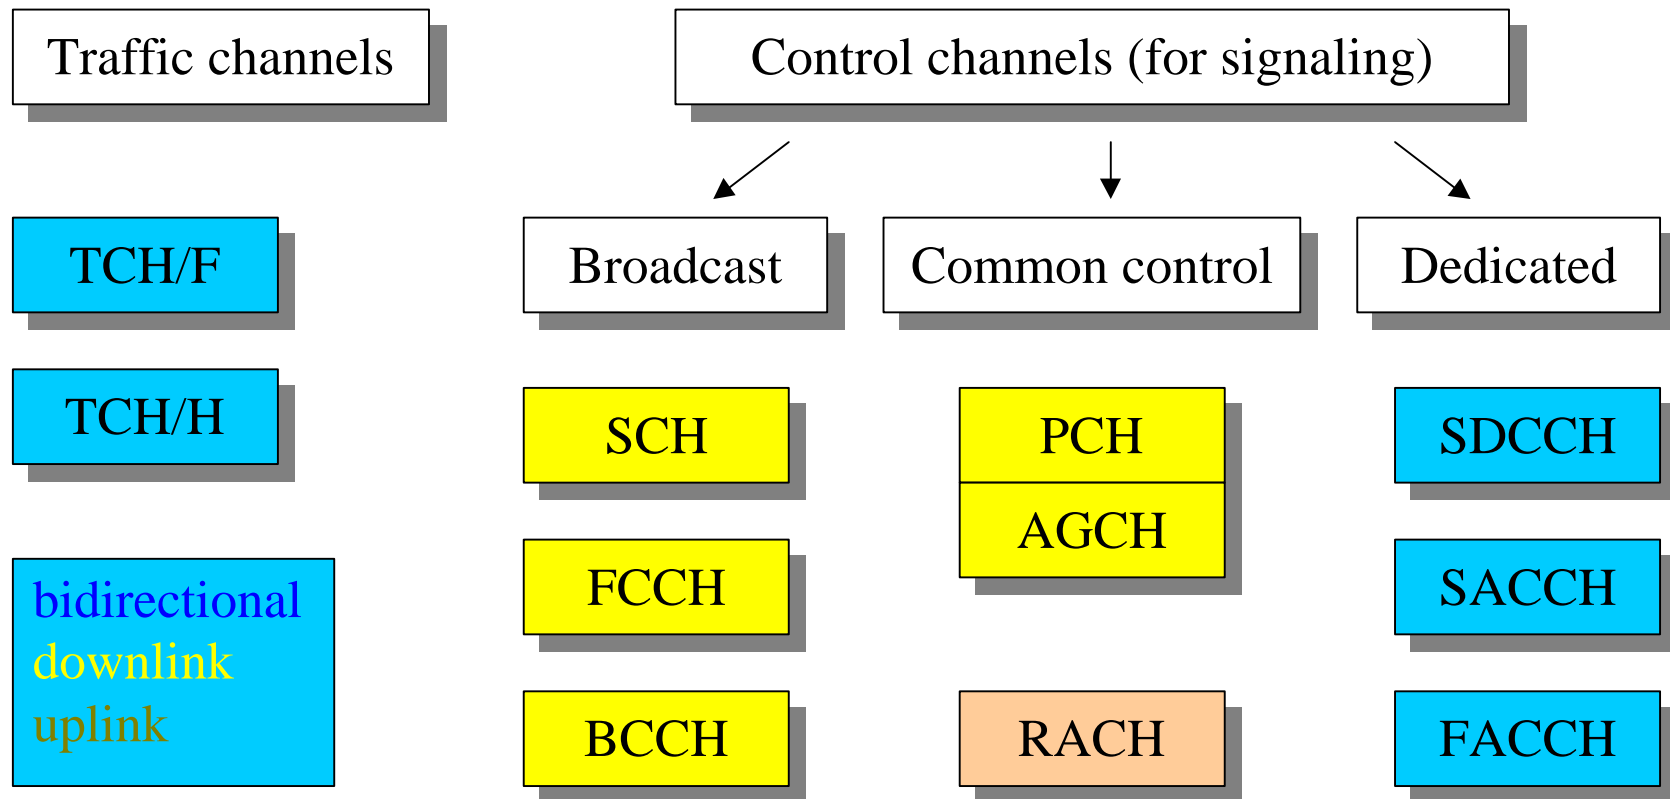 Traffic channels
Control channels (for signaling)
TCH/F
TCH/H
bidirectional
downlink
uplink
Broadcast
Common control
Dedicated
SCH
FCCH
BCCH
PCH
AGCH
RACH
SDCCH
SACCH
FACCH